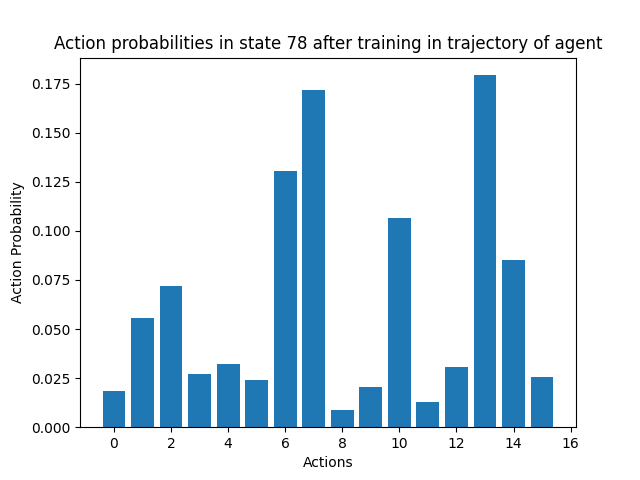 Action probabilities in state 78 after training in trajectory of agent
0.175
0.150
0.125
0.100
0.075
0.050
0.025
0.000
Action Probability
0 2 4 6 8 10 12 14 16
Actions